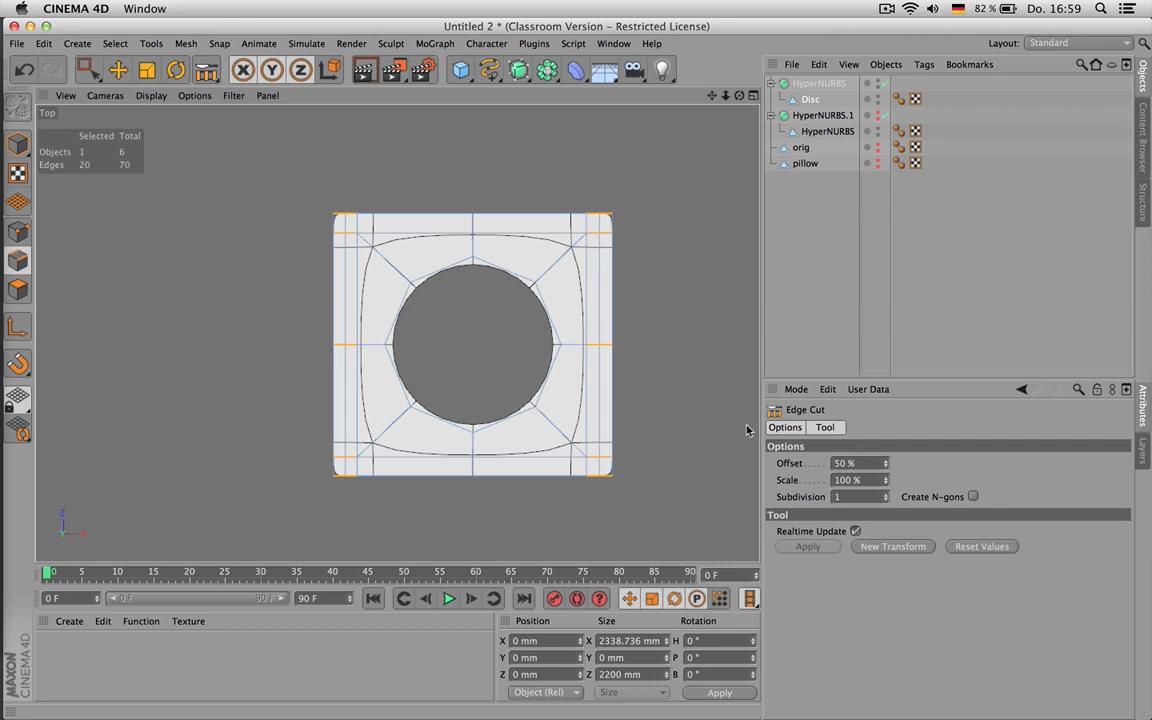 CINEMA 4D Window 82 % Do. 16:59
Untitled 2 * (Classroom Version - Restricted License)
File Edit Create Select Tools Mesh Snap Animate Simulate Render Sculpt MoGraph Character Plugins Script Window Help Layout: Standard
X Y Z
File Edit View Objects Tags Bookmarks
View Cameras Display Options Filter Panel
Top
Selected Total
Objects 1 6
Edges 20 70
HyperNURBS
Disc
HyperNURBS.1
HyperNURBS
orig
pillow
Objects
Content Browser
Structure
Mode Edit User Data
Edge Cut
Options Tool
Options
Offset 50 %
Scale 100 %
Subdivision 1 Create N-gons
Tool
Realtime Update
Apply New Transform Reset Values
Attributes
Layers
Z
Y X
0 5 10 15 20 25 30 35 40 45 50 55 60 65 70 75 80 85 90 0 F
0 F 0 F 90 F 90 F
P
Create Edit Function Texture
Position Size Rotation
X 0 mm X 2338.736 mm H 0 °
Y 0 mm Y 0 mm P 0 °
Z 0 mm Z 2200 mm B 0 °
Object (Rel) Size Apply
MAXON
CINEMA 4D